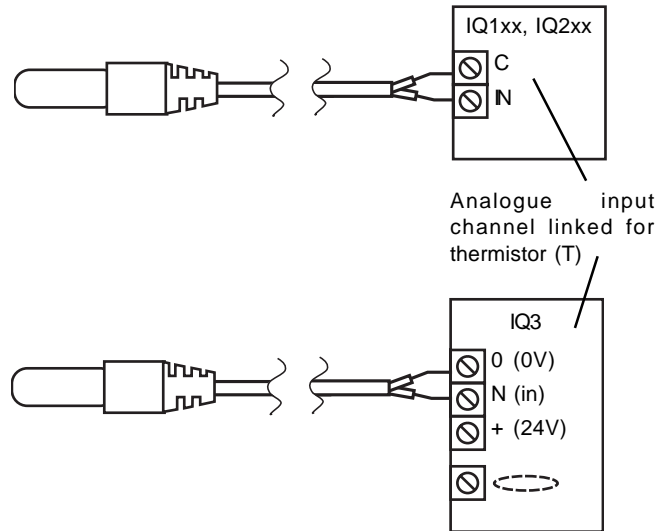 IQ1xx, IQ2xx
C
IN
Analogue input
channel linked for
thermistor (T)
IQ3
0 (0V)
N (in)
+ (24V)